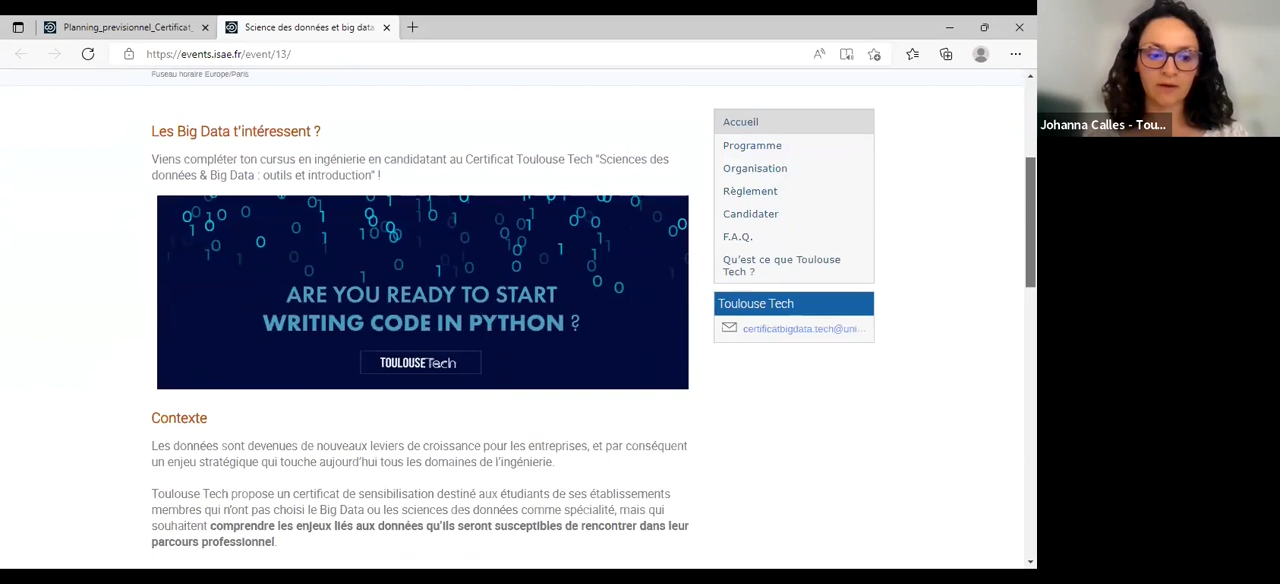 Planning_previsionnel_Certificat_
Science des données et big data
https://events.isae.fr/event/13/
Fuseau horaire Europe/Paris
Les Big Data t'intéressent ?
Viens compléter ton cursus en ingénierie en candidatant au Certificat Toulouse Tech "Sciences des
données & Big Data : outils et introduction" !
ARE YOU READY TO START
WRITING CODE IN PYTHON ?
TOULOUSETech
Contexte
Les données sont devenues de nouveaux leviers de croissance pour les entreprises, et par conséquent
un enjeu stratégique qui touche aujourd'hui tous les domaines de l'ingénierie.
Toulouse Tech propose un certificat de sensibilisation destiné aux étudiants de ses établissements
membres qui n'ont pas choisi le Big Data ou les sciences des données comme spécialité, mais qui
souhaitent comprendre les enjeux liés aux données qu'ils seront susceptibles de rencontrer dans leur
parcours professionnel.
Accueil
Programme
Organisation
Règlement
Candidater
F.A.Q.
Qu'est ce que Toulouse
Tech ?
Toulouse Tech
certificatbigdata.tech@uni...
Johanna Calles - Tou...